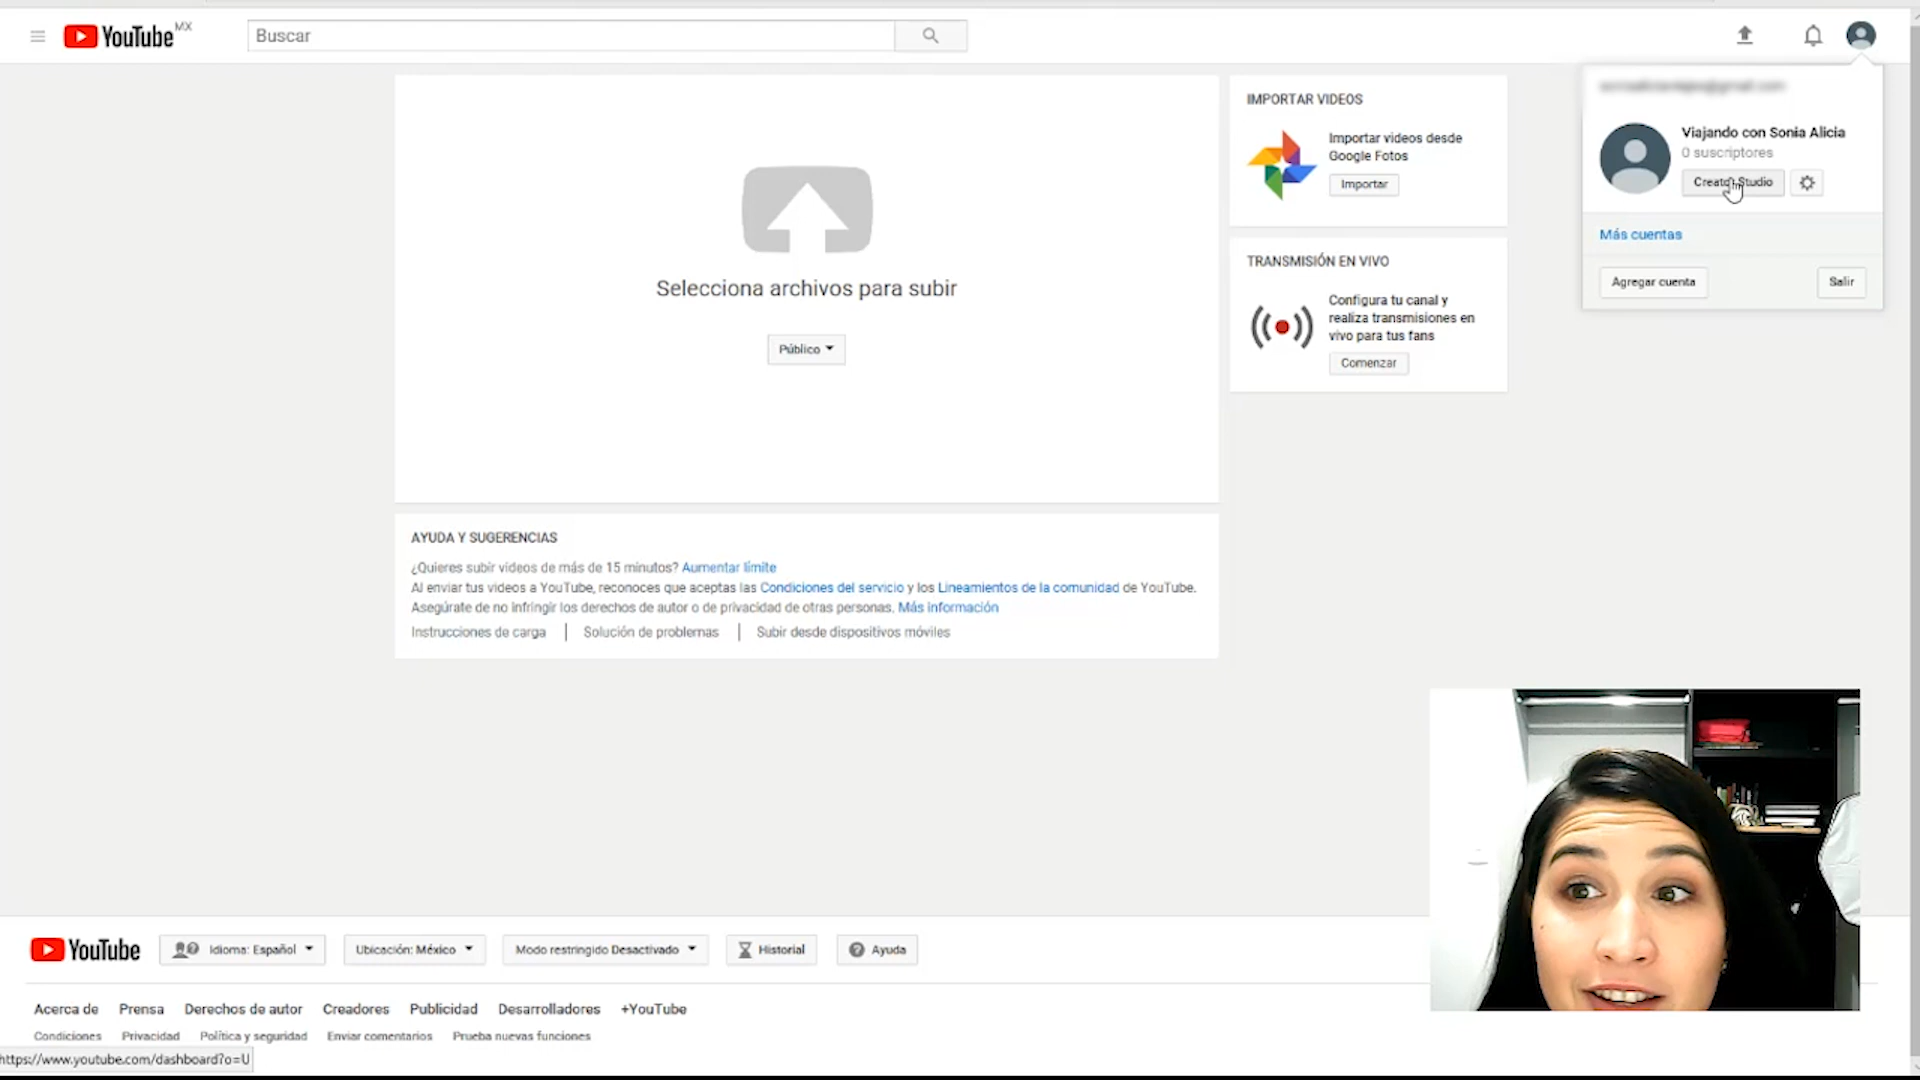 YouTube MX
Buscar
IMPORTAR VIDEOS
Importar videos desde
Google Fotos
Importar
TRANSMISIÓN EN VIVO
Configura tu canal y
realiza transmisiones en
vivo para tus fans
Comenzar
Viajando con Sonia Alicia
0 suscriptores
Creator Studio
Más cuentas
Agregar cuenta
Salir
Selecciona archivos para subir
Público
AYUDA Y SUGERENCIAS
¿Quieres subir videos de más de 15 minutos? Aumentar límite
Al enviar tus videos a YouTube, reconoces que aceptas las Condiciones del servicio y los Lineamientos de la comunidad de YouTube.
Asegúrate de no infringir los derechos de autor o de privacidad de otras personas. Más información
Instrucciones de carga | Solución de problemas | Subir desde dispositivos móviles
YouTube Idioma: Español Ubicación: México Modo restringido Desactivado Historial Ayuda
Acerca de Prensa Derechos de autor Creadores Publicidad Desarrolladores +YouTube
Condiciones Privacidad Política y seguridad Enviar comentarios Prueba nuevas funciones
https://www.youtube.com/dashboard?o=U